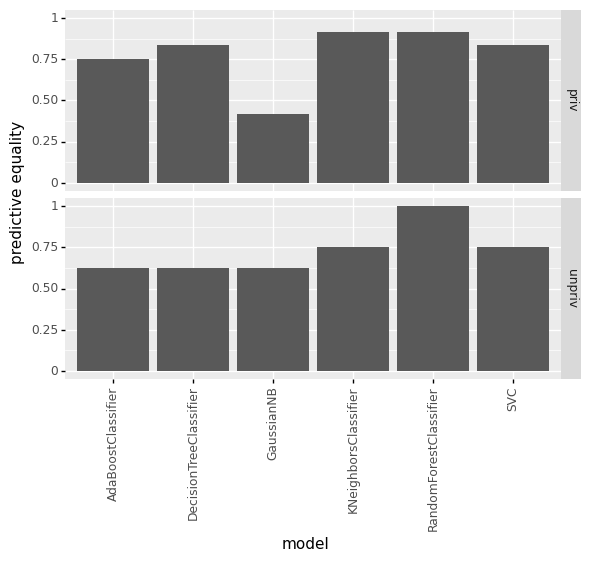 1
0.75
0.50
0.25
0
priv
1
0.75
0.50
0.25
0
unpriv
predictive equality
AdaBoostClassifier
DecisionTreeClassifier
GaussianNB
KNeighborsClassifier
RandomForestClassifier
SVC
model